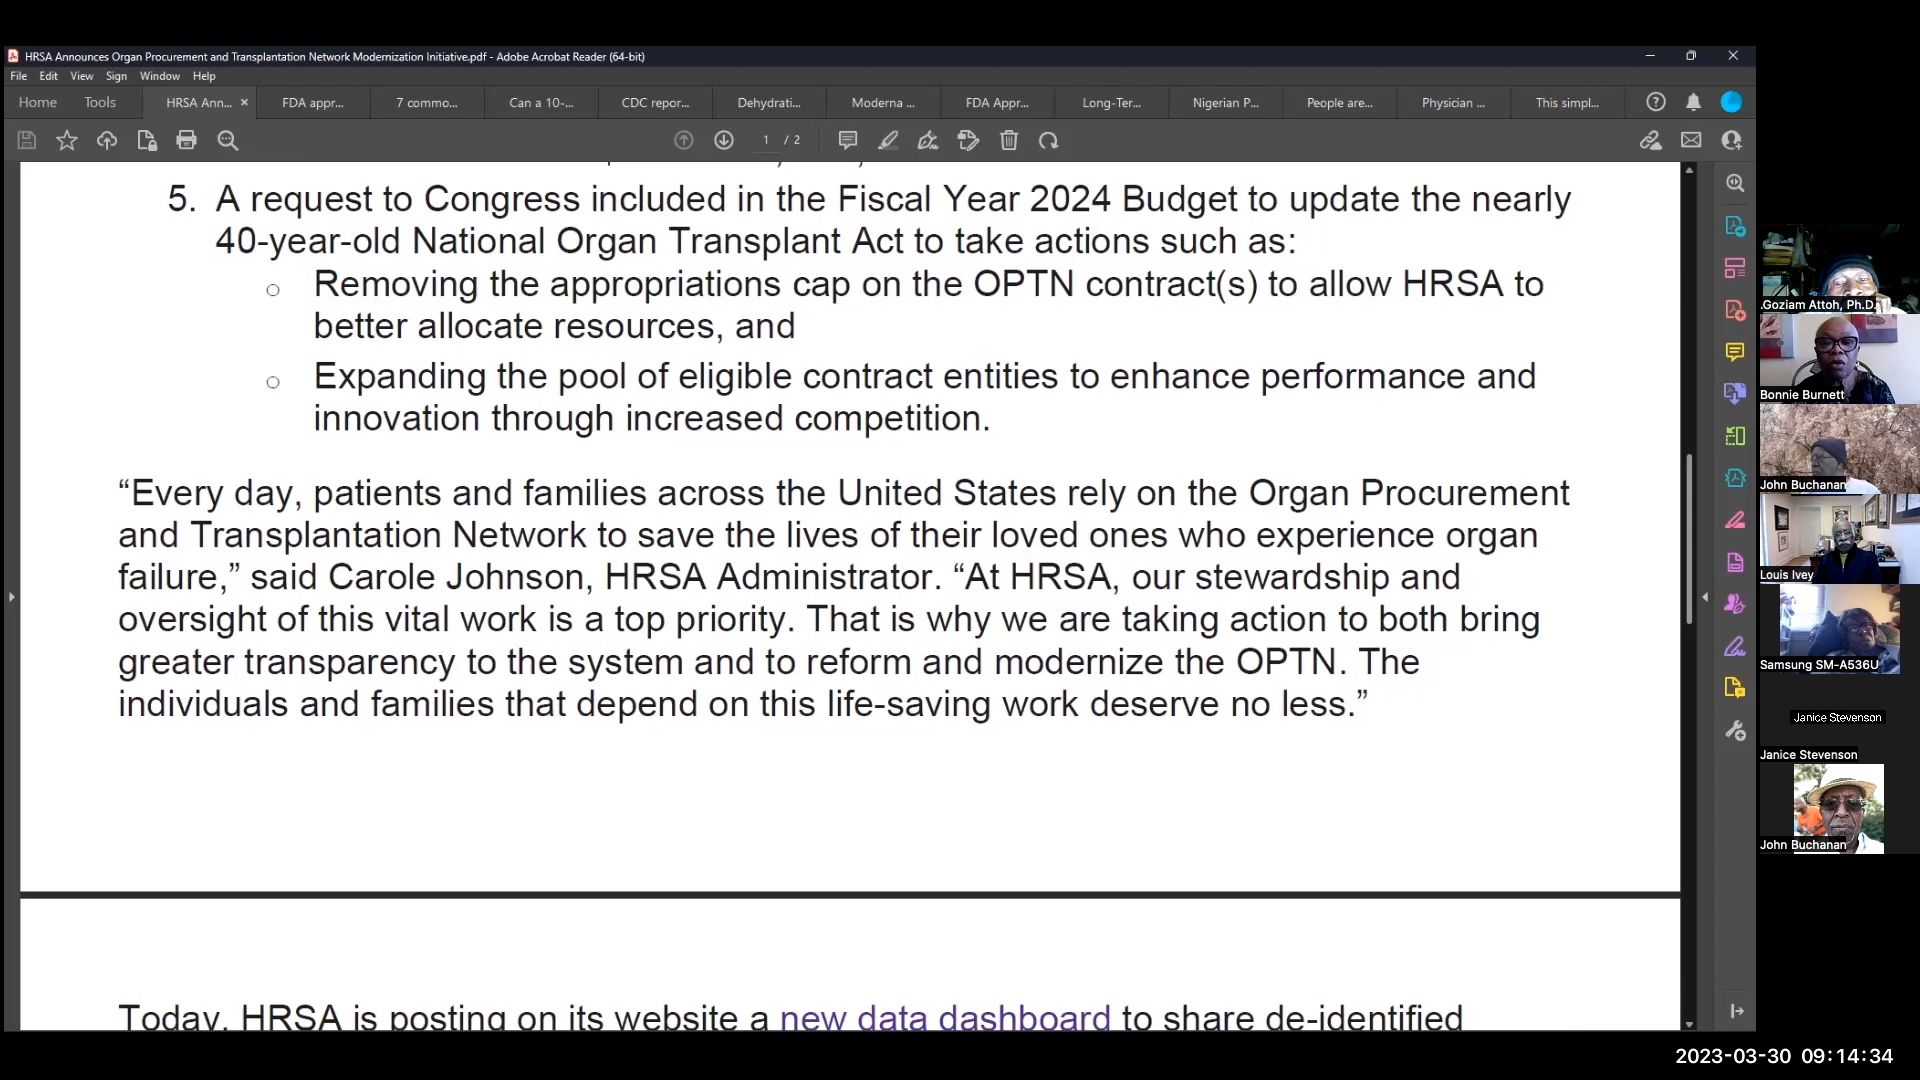 HRSA Announces Organ Procurement and Transplantation Network Modernization Initiative.pdf - Adobe Acrobat Reader (64-bit)
File Edit View Sign Window Help
Home Tools HRSA Ann... × FDA appr... 7 commo... Can a 10-... CDC repor... Dehydrati... Moderna ... FDA Appr... Long-Ter... Nigerian P... People are... Physician ... This simpl...
1 / 2
5. A request to Congress included in the Fiscal Year 2024 Budget to update the nearly
40-year-old National Organ Transplant Act to take actions such as:
Removing the appropriations cap on the OPTN contract(s) to allow HRSA to
better allocate resources, and
Expanding the pool of eligible contract entities to enhance performance and
innovation through increased competition.
“Every day, patients and families across the United States rely on the Organ Procurement
and Transplantation Network to save the lives of their loved ones who experience organ
failure,” said Carole Johnson, HRSA Administrator. “At HRSA, our stewardship and
oversight of this vital work is a top priority. That is why we are taking action to both bring
greater transparency to the system and to reform and modernize the OPTN. The
individuals and families that depend on this life-saving work deserve no less.”
Today, HRSA is posting on its website a new data dashboard to share de-identified
.Goziam Attoh, Ph.D.
Bonnie Burnett
John Buchanan
Louis Ivey
Samsung SM-A536U
Janice Stevenson
Janice Stevenson
John Buchanan
2023-03-30 09:14:34